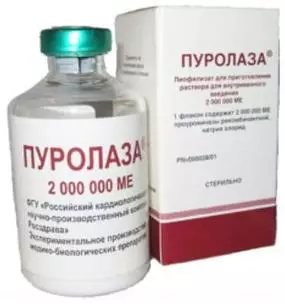 ПУРОЛАЗА®
2 000 000 МЕ
ФГУ «Российский кардиологический
научно-производственный комплекс
Росздрава»
Экспериментальное производство
медико-биологических препаратов
ПУРОЛАЗА®
Лиофилизат для приготовления
раствора для внутривенного
введения
2 000 000 МЕ
1 флакон содержит 2 000 000 МЕ
проурокиназы рекомбинантной,
натрия хлорид
СТЕРИЛЬНО